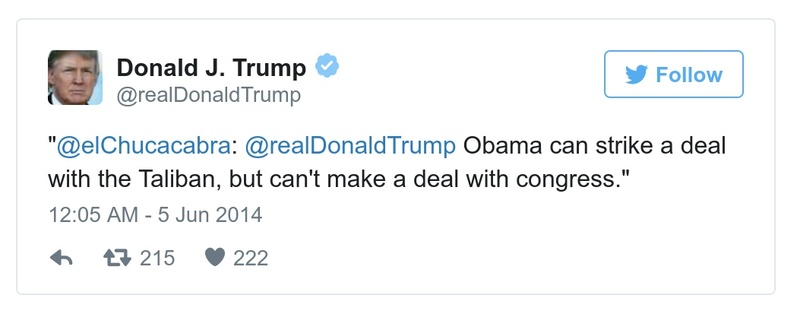 Donald J. Trump
@realDonaldTrump
Follow
"@elChucacabra: @realDonaldTrump Obama can strike a deal
with the Taliban, but can't make a deal with congress."
12:05 AM - 5 Jun 2014
215 222